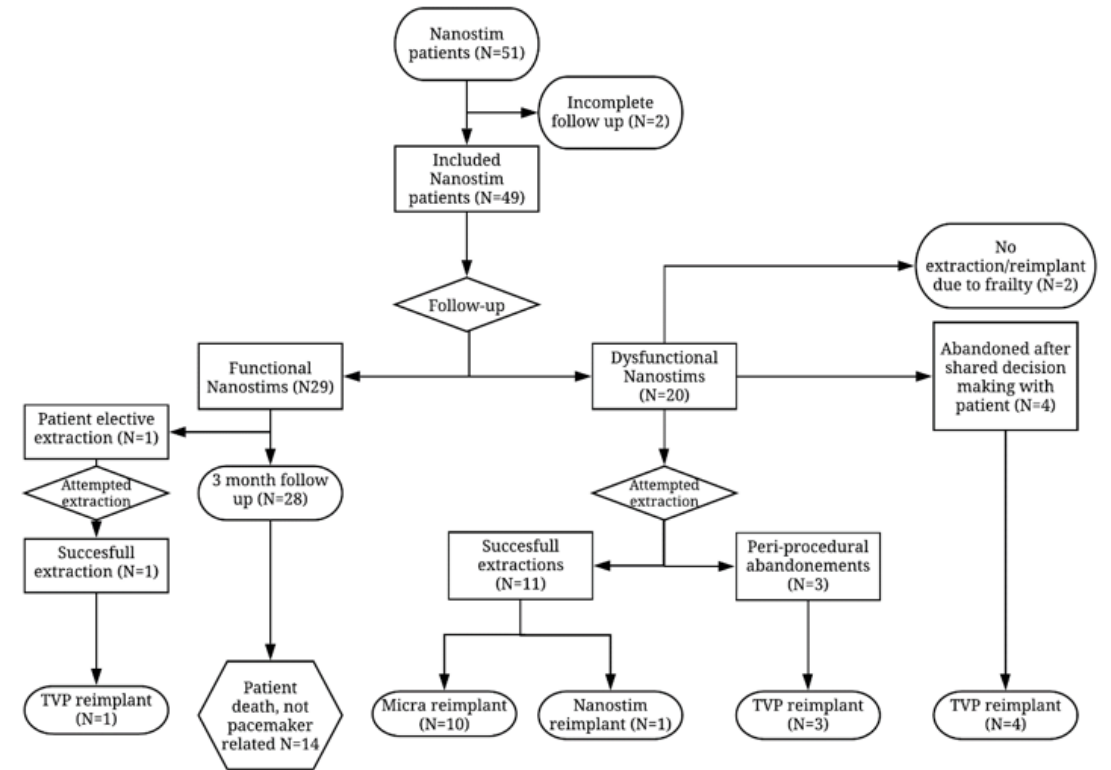 Nanostim
patients (N=51)
Incomplete
follow up (N=2)
Included
Nanostim
patients (N=49)
No
extraction/reimplant
due to frailty (N=2)
Follow-up
Functional
Nanostims (N29)
Dysfunctional
Nanostims
(N=20)
Abandoned after
shared decision
making with
patient (N=4)
Patient elective
extraction (N=1)
Attempted
extraction
3 month follow
up (N=28)
Attempted
extraction
Succesfull
extraction (N=1)
Succesfull
extractions
(N=11)
Peri-procedural
abandonements
(N=3)
TVP reimplant
(N=1)
Patient
death, not
pacemaker
related N=14
Micra reimplant
(N=10)
Nanostim
reimplant (N=1)
TVP reimplant
(N=3)
TVP reimplant
(N=4)